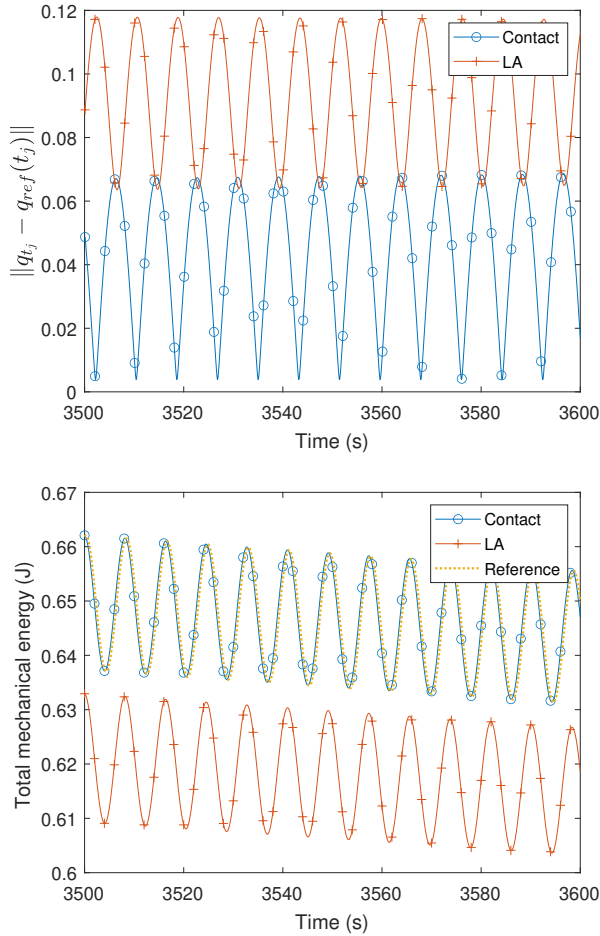 0.12
0.1
0.08
0.06
0.04
0.02
0
‖q_{t_j} − q_{ref}(t_j)‖
Contact
LA
3500 3520 3540 3560 3580 3600
Time (s)
0.67
0.66
0.65
0.64
0.63
0.62
0.61
0.6
Total mechanical energy (J)
Contact
LA
Reference
3500 3520 3540 3560 3580 3600
Time (s)